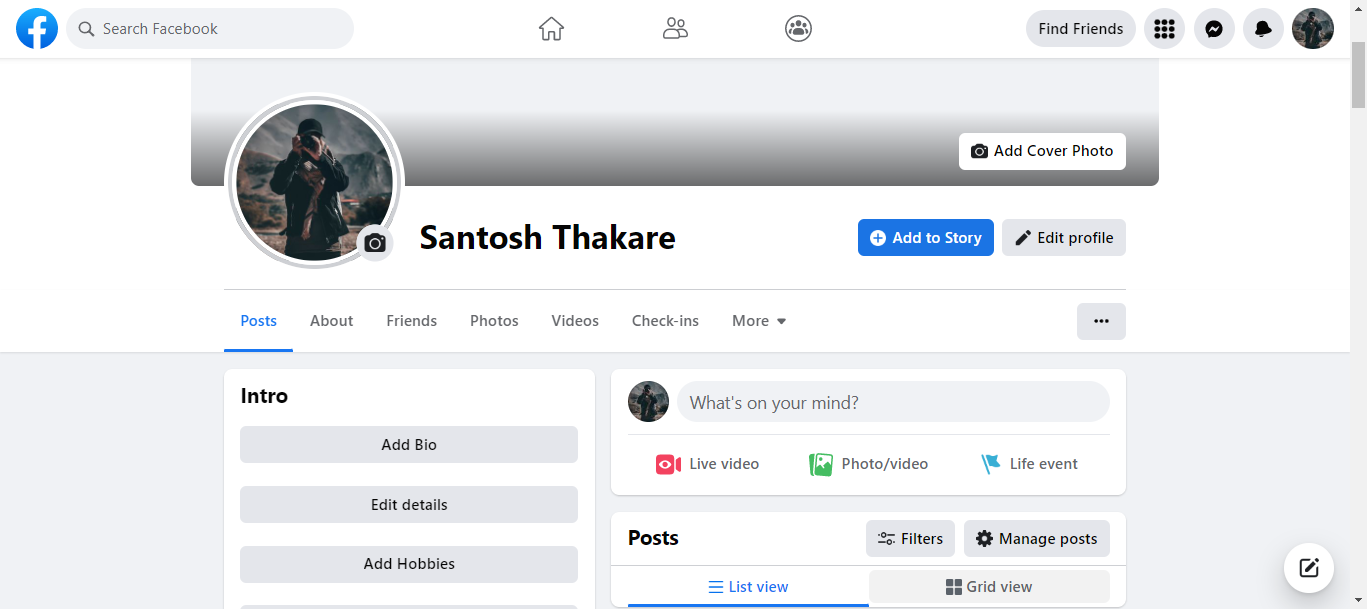 Search Facebook
Find Friends
Add Cover Photo
Santosh Thakare
Add to Story
Edit profile
Posts
About
Friends
Photos
Videos
Check-ins
More
Intro
Add Bio
Edit details
Add Hobbies
What's on your mind?
Live video
Photo/video
Life event
Posts
Filters
Manage posts
List view
Grid view